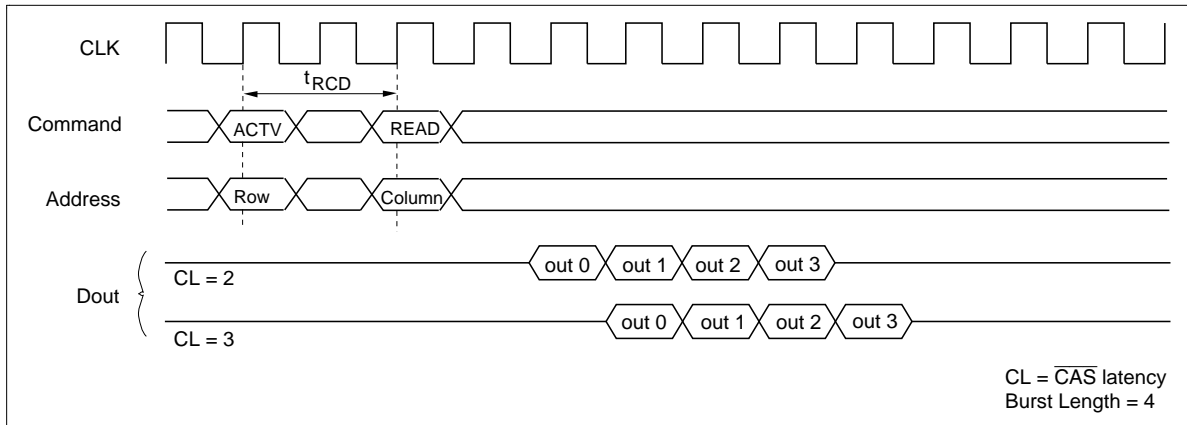 CLK
tRCD
Command
ACTV
READ
Address
Row
Column
out 0 out 1 out 2 out 3
CL = 2
Dout
out 0 out 1 out 2 out 3
CL = 3
CL = C̅A̅S̅ latency
Burst Length = 4